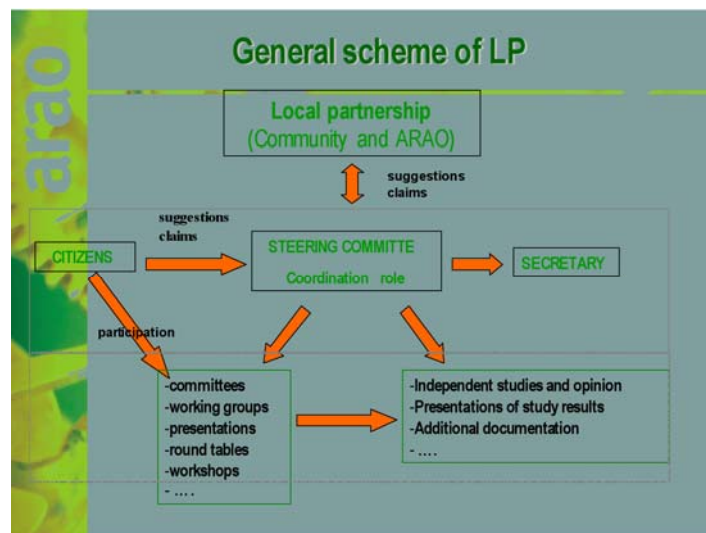 arao
General scheme of LP
Local partnership
(Community and ARAO)
suggestions
claims
suggestions
claims
CITIZENS
STEERING COMMITTE
Coordination role
SECRETARY
participation
-committees
-working groups
-presentations
-round tables
-workshops
- ….
-Independent studies and opinion
-Presentations of study results
-Additional documentation
- ….